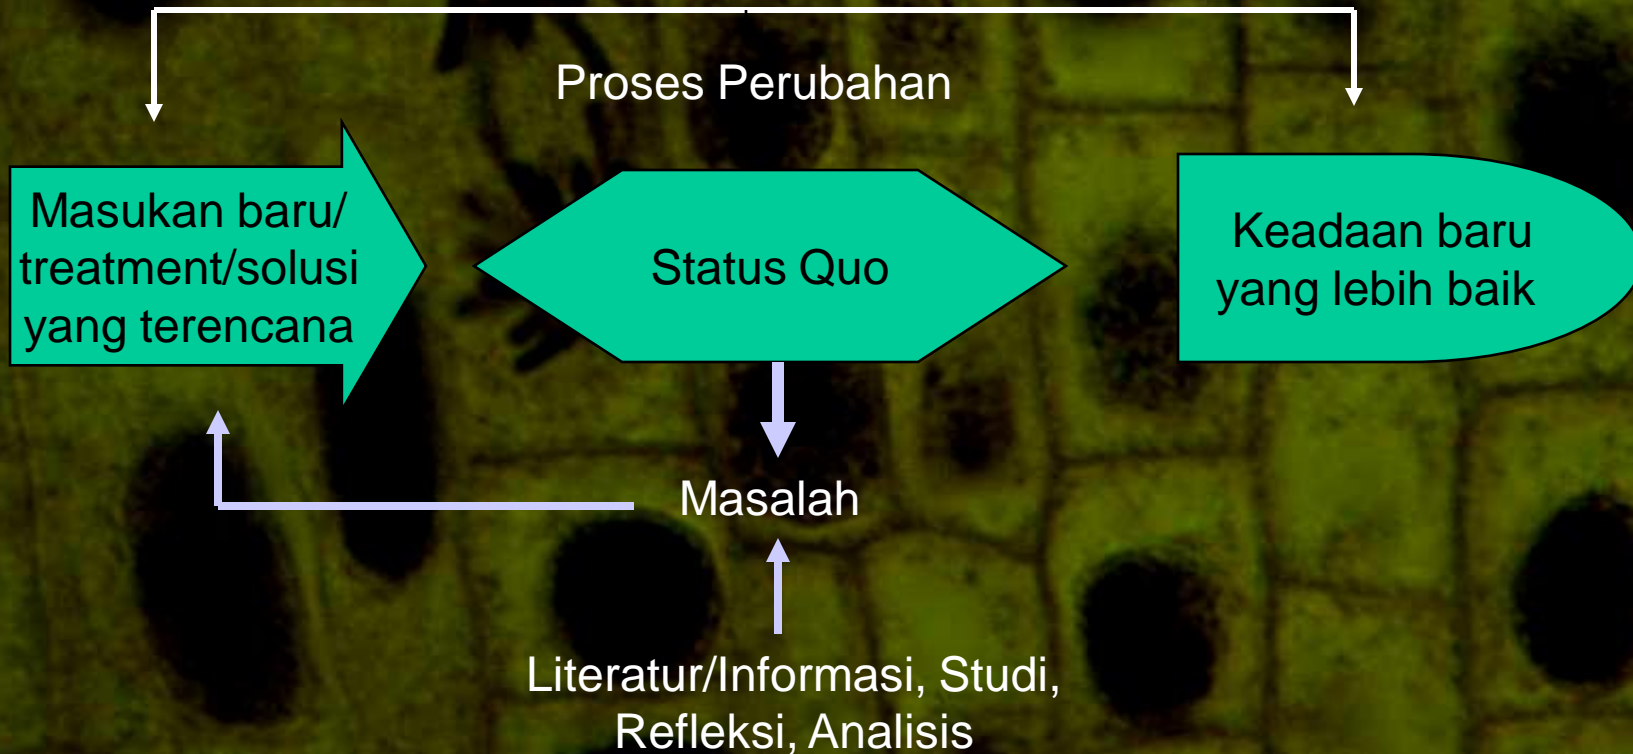 Proses Perubahan
Masukan baru/
treatment/solusi
yang terencana
Status Quo
Keadaan baru
yang lebih baik
Masalah
Literatur/Informasi, Studi,
Refleksi, Analisis